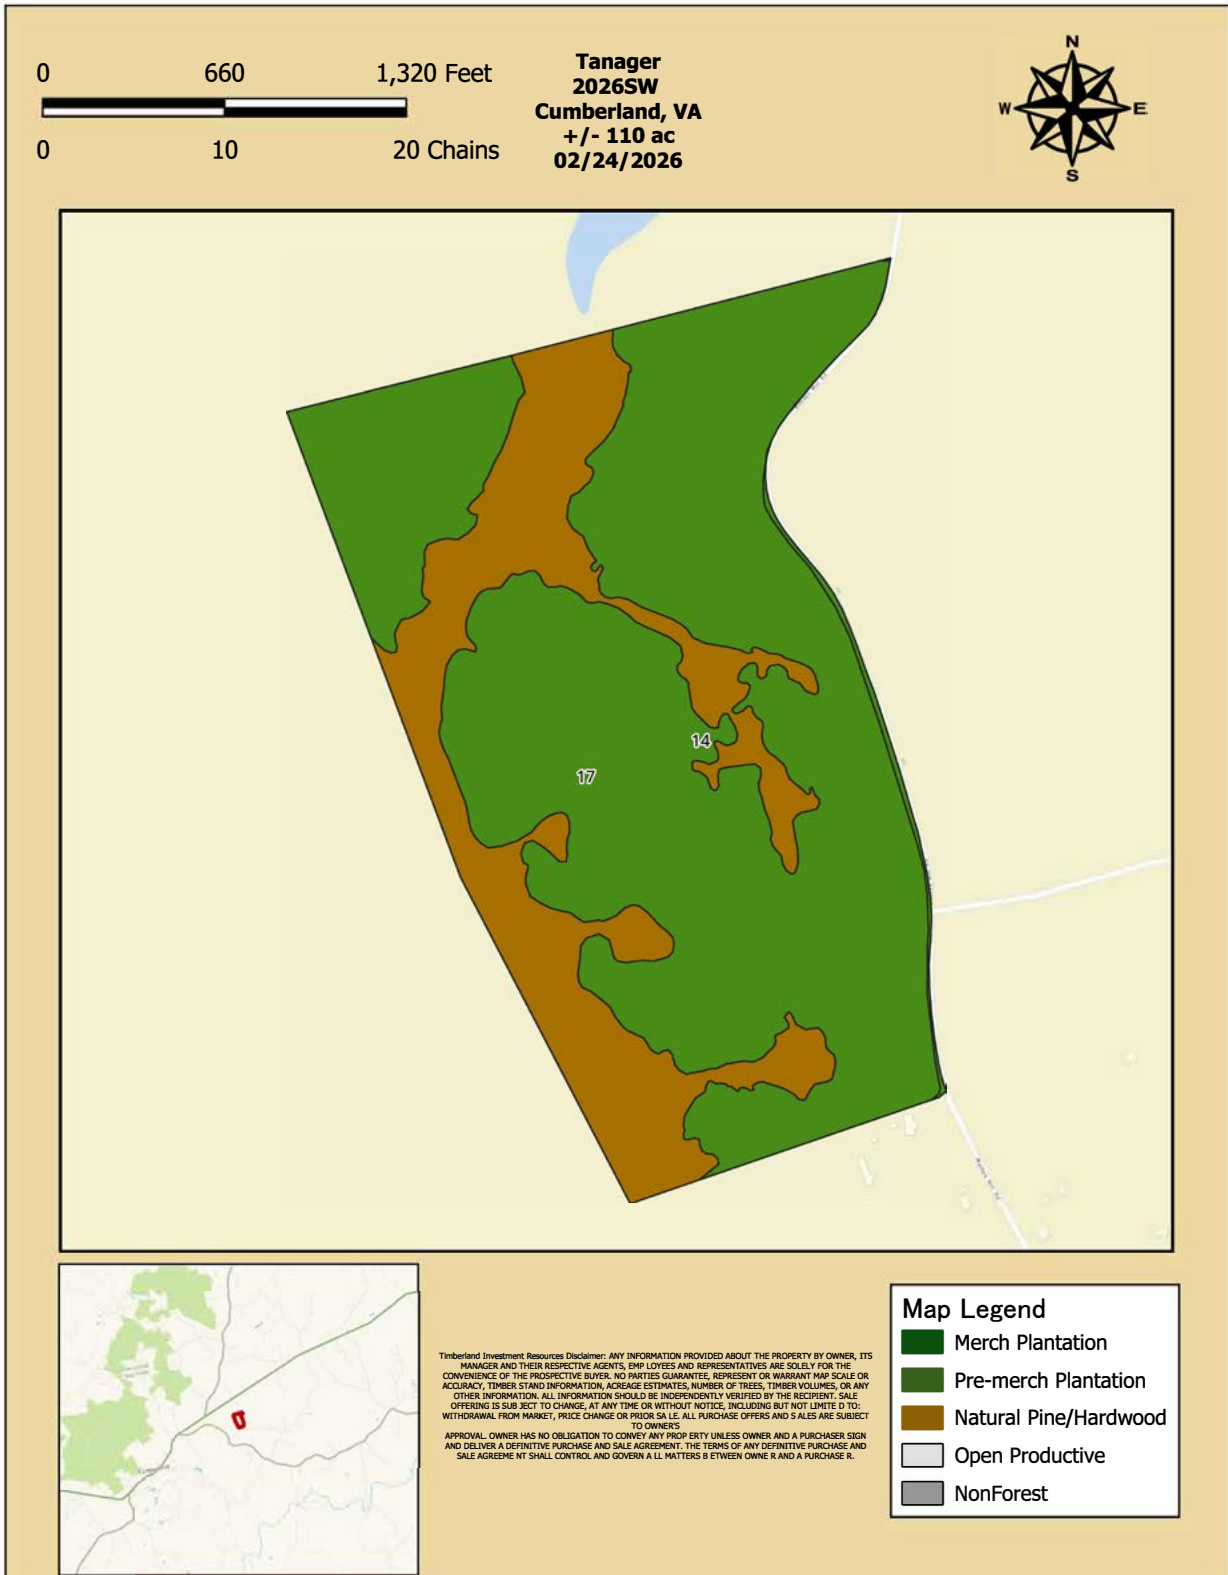 0 660 1,320 Feet
0 10 20 Chains
Tanager
2026SW
Cumberland, VA
+/- 110 ac
02/24/2026
N
W E
S
14
17
Map Legend
Merch Plantation
Pre-merch Plantation
Natural Pine/Hardwood
Open Productive
NonForest
Timberland Investment Resources Disclaimer: ANY INFORMATION PROVIDED ABOUT THE PROPERTY BY OWNER, ITS
MANAGER AND THEIR RESPECTIVE AGENTS, EMP LOYEES AND REPRESENTATIVES ARE SOLELY FOR THE
CONVENIENCE OF THE PROSPECTIVE BUYER. NO PARTIES GUARANTEE, REPRESENT OR WARRANT MAP SCALE OR
ACCURACY, TIMBER STAND INFORMATION, ACREAGE ESTIMATES, NUMBER OF TREES, TIMBER VOLUMES, OR ANY
OTHER INFORMATION. ALL INFORMATION SHOULD BE INDEPENDENTLY VERIFIED BY THE RECIPIENT. SALE
OFFERING IS SUB JECT TO CHANGE, AT ANY TIME OR WITHOUT NOTICE, INCLUDING BUT NOT LIMITE D TO:
WITHDRAWAL FROM MARKET, PRICE CHANGE OR PRIOR SA LE. ALL PURCHASE OFFERS AND S ALES ARE SUBJECT
TO OWNER'S
APPROVAL. OWNER HAS NO OBLIGATION TO CONVEY ANY PROP ERTY UNLESS OWNER AND A PURCHASER SIGN
AND DELIVER A DEFINITIVE PURCHASE AND SALE AGREEMENT. THE TERMS OF ANY DEFINITIVE PURCHASE AND
SALE AGREEME NT SHALL CONTROL AND GOVERN A LL MATTERS B ETWEEN OWNE R AND A PURCHASE R.